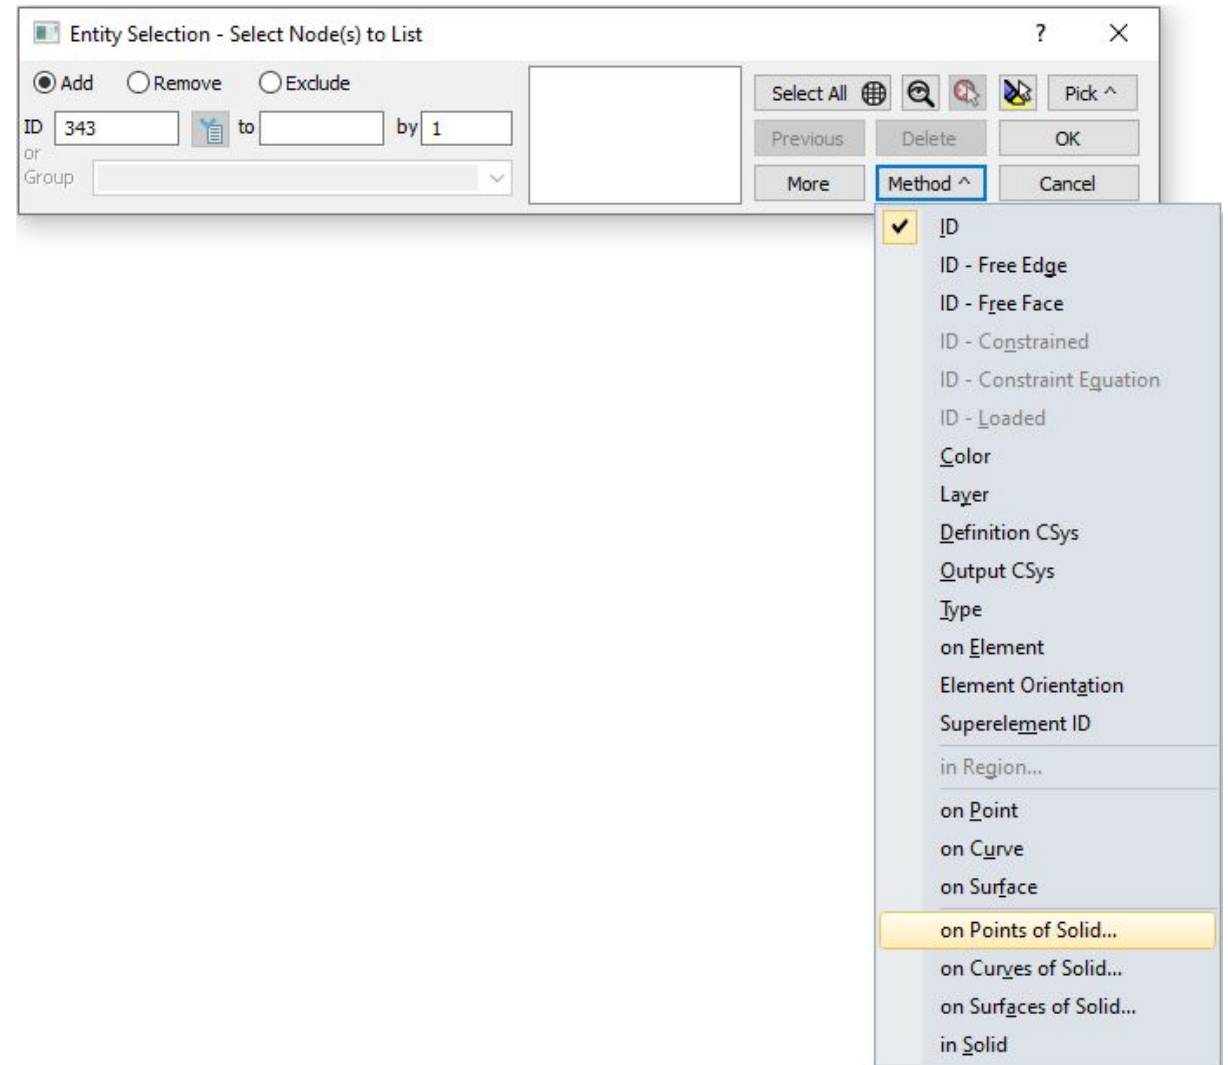 Entity Selection - Select Node(s) to List ?
Add Remove Exclude Select All Pick ^
ID 343 to by 1 Previous Delete OK
or
Group More Method ^ Cancel
ID
ID - Free Edge
ID - Free Face
ID - Constrained
ID - Constraint Equation
ID - Loaded
Color
Layer
Definition CSys
Output CSys
Type
on Element
Element Orientation
Superelement ID
in Region...
on Point
on Curve
on Surface
on Points of Solid...
on Curves of Solid...
on Surfaces of Solid...
in Solid